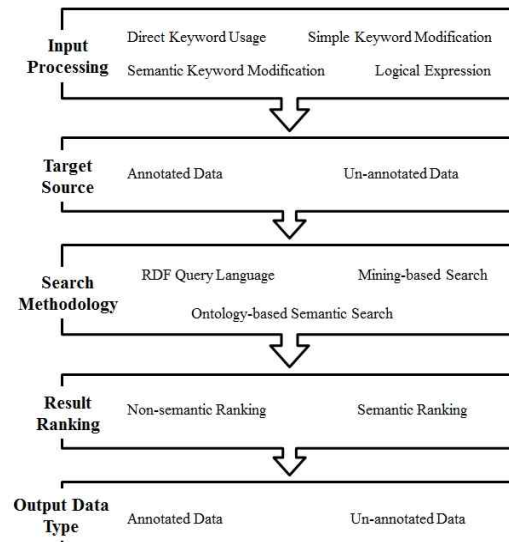 Input
Processing
Direct Keyword Usage
Simple Keyword Modification
Semantic Keyword Modification
Logical Expression
Target
Source
Annotated Data
Un-annotated Data
Search
Methodology
RDF Query Language
Mining-based Search
Ontology-based Semantic Search
Result
Ranking
Non-semantic Ranking
Semantic Ranking
Output Data
Type
Annotated Data
Un-annotated Data